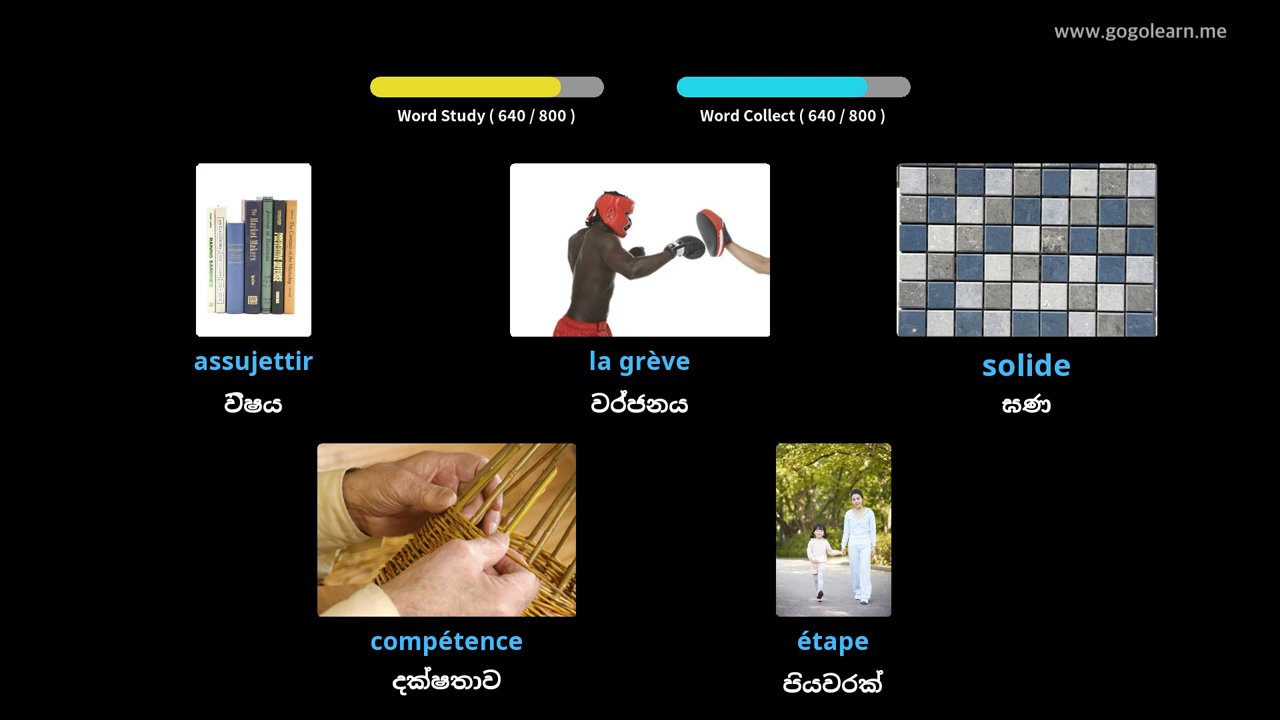 www.gogolearn.me
Word Study ( 640 / 800 )
Word Collect ( 640 / 800 )
assujettir
විෂය
la grève
වර්ජනය
solide
ඝණ
compétence
දක්ෂතාව
étape
පියවරක්